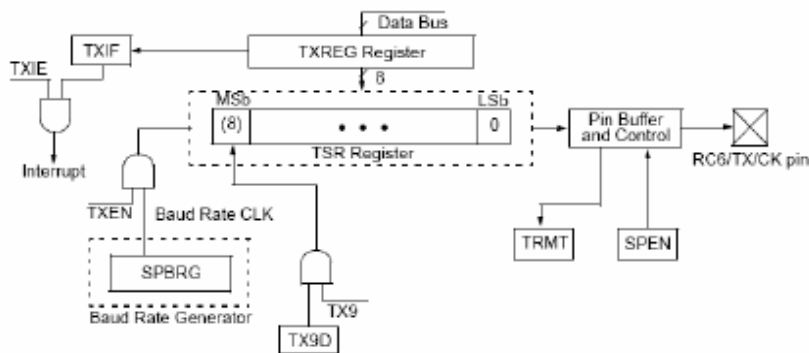 Data Bus
TXIF
TXREG Register
TXIE
8
MSb
LSb
(8)
• • •
0
Pin Buffer
and Control
TSR Register
RC6/TX/CK pin
Interrupt
TXEN
Baud Rate CLK
TRMT
SPEN
SPBRG
TX9
Baud Rate Generator
TX9D